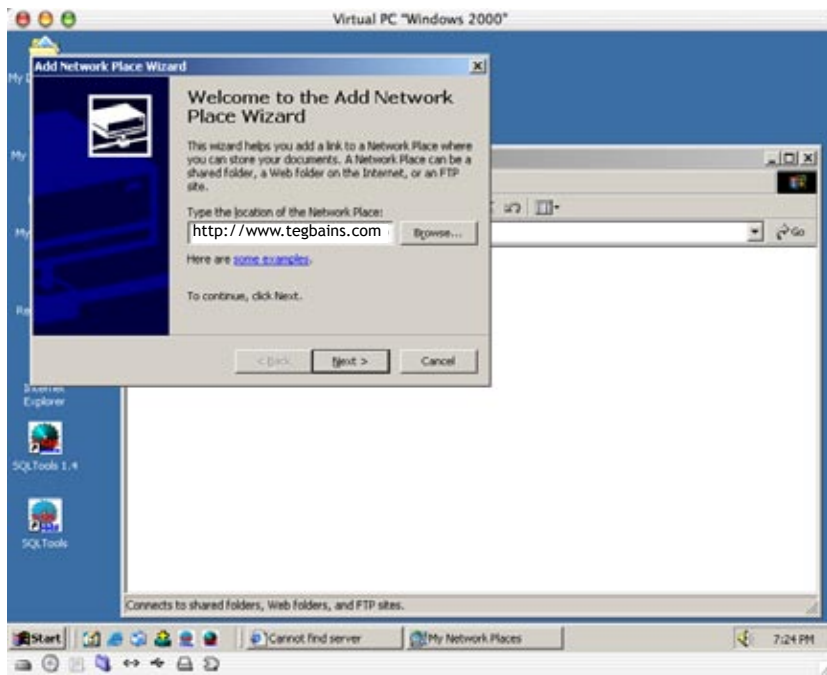 Virtual PC "Windows 2000"
Add Network Place Wizard
Welcome to the Add Network
Place Wizard
This wizard helps you add a link to a Network Place where
you can store your documents. A Network Place can be a
shared folder, a Web folder on the Internet, or an FTP
site.
Type the location of the Network Place:
http://www.tegbains.com
Browse...
Here are some examples.
To continue, click Next.
< Back
Next >
Cancel
Go
My
My
My
Re
Internet
Explorer
SQLTools 1.4
SQLTools
Connects to shared folders, Web folders, and FTP sites.
Start
Cannot find server
My Network Places
7:24 PM